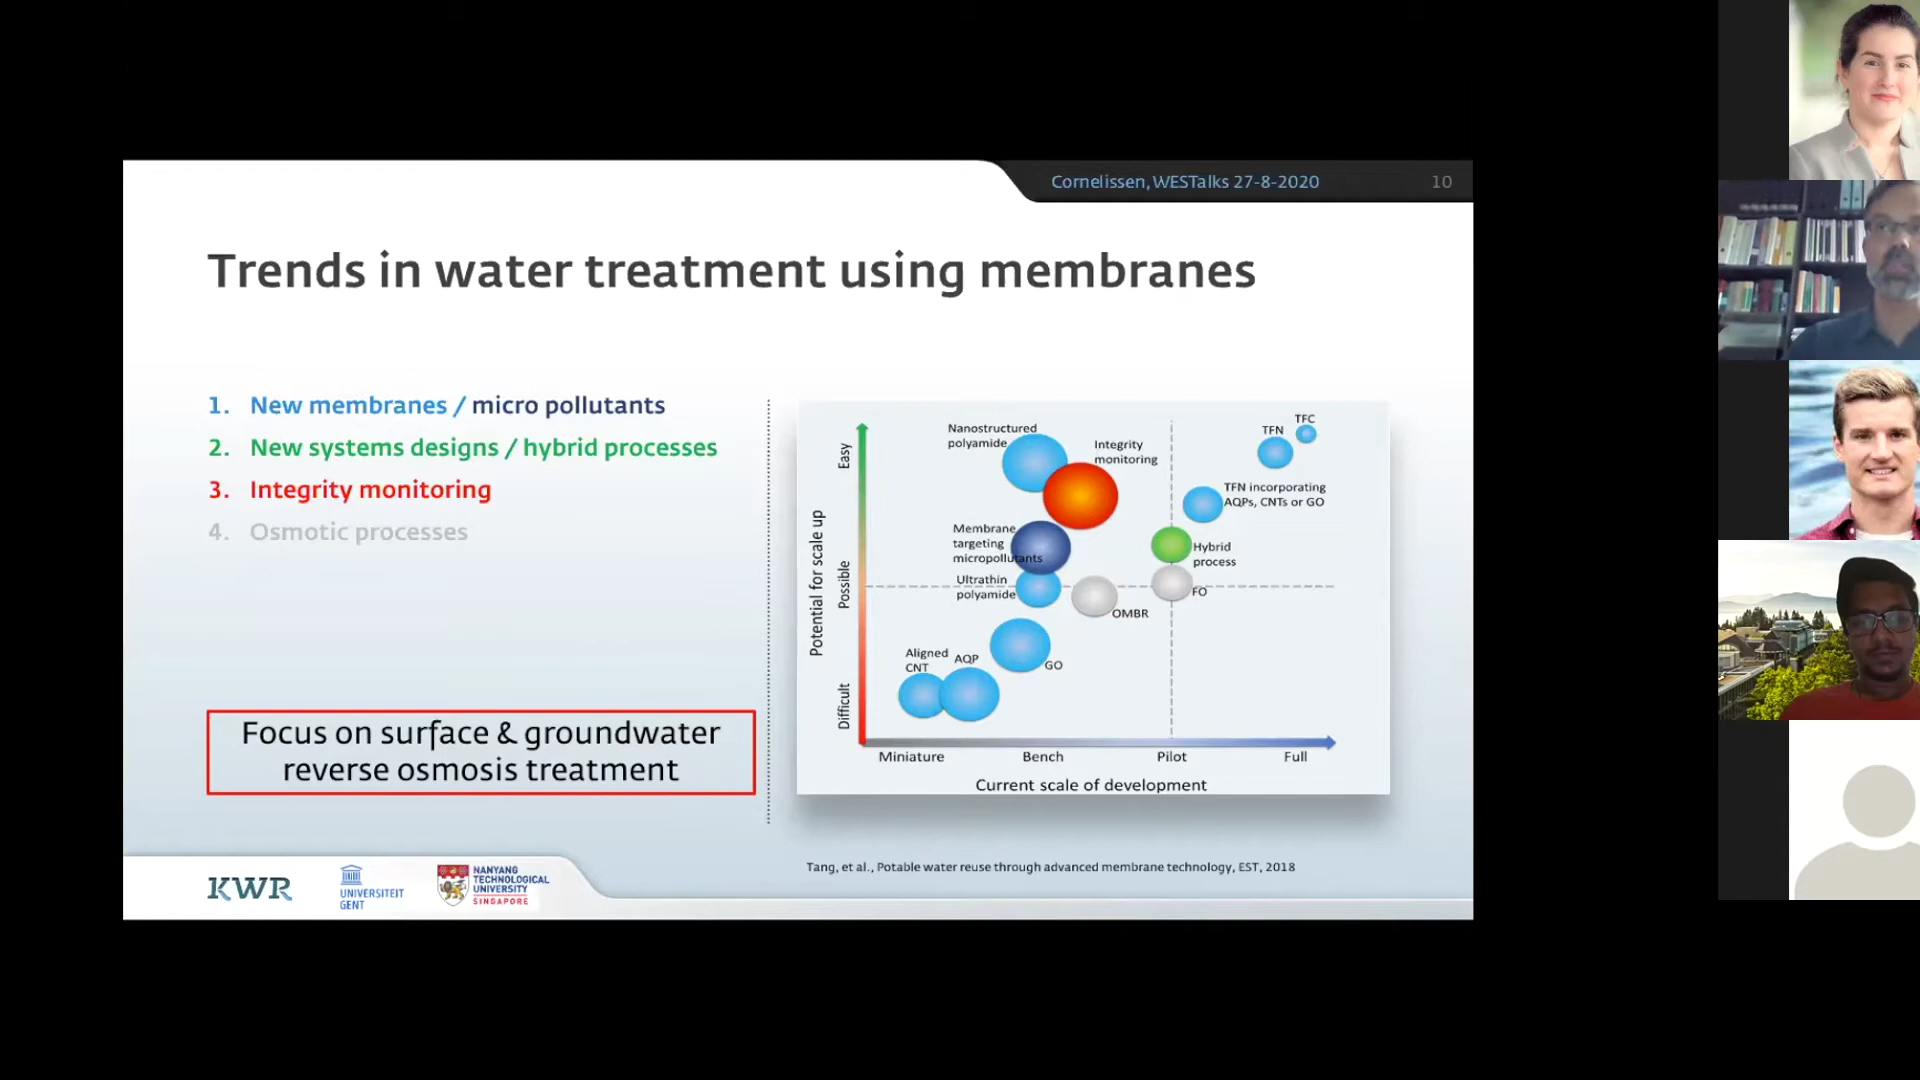 Cornelissen, WESTalks 27-8-2020
10
Trends in water treatment using membranes
1. New membranes / micro pollutants
2. New systems designs / hybrid processes
3. Integrity monitoring
4. Osmotic processes
Focus on surface & groundwater
reverse osmosis treatment
Potential for scale up
Easy
Possible
Difficult
Nanostructured
polyamide
Integrity
monitoring
TFN
TFC
TFN incorporating
AQPs, CNTs or GO
Membrane
targeting
micropollutants
Hybrid
process
Ultrathin
polyamide
OMBR
FO
Aligned
CNT
AQP
GO
Miniature
Bench
Pilot
Full
Current scale of development
Tang, et al., Potable water reuse through advanced membrane technology, EST, 2018
KWR
UNIVERSITEIT
GENT
NANYANG
TECHNOLOGICAL
UNIVERSITY
SINGAPORE